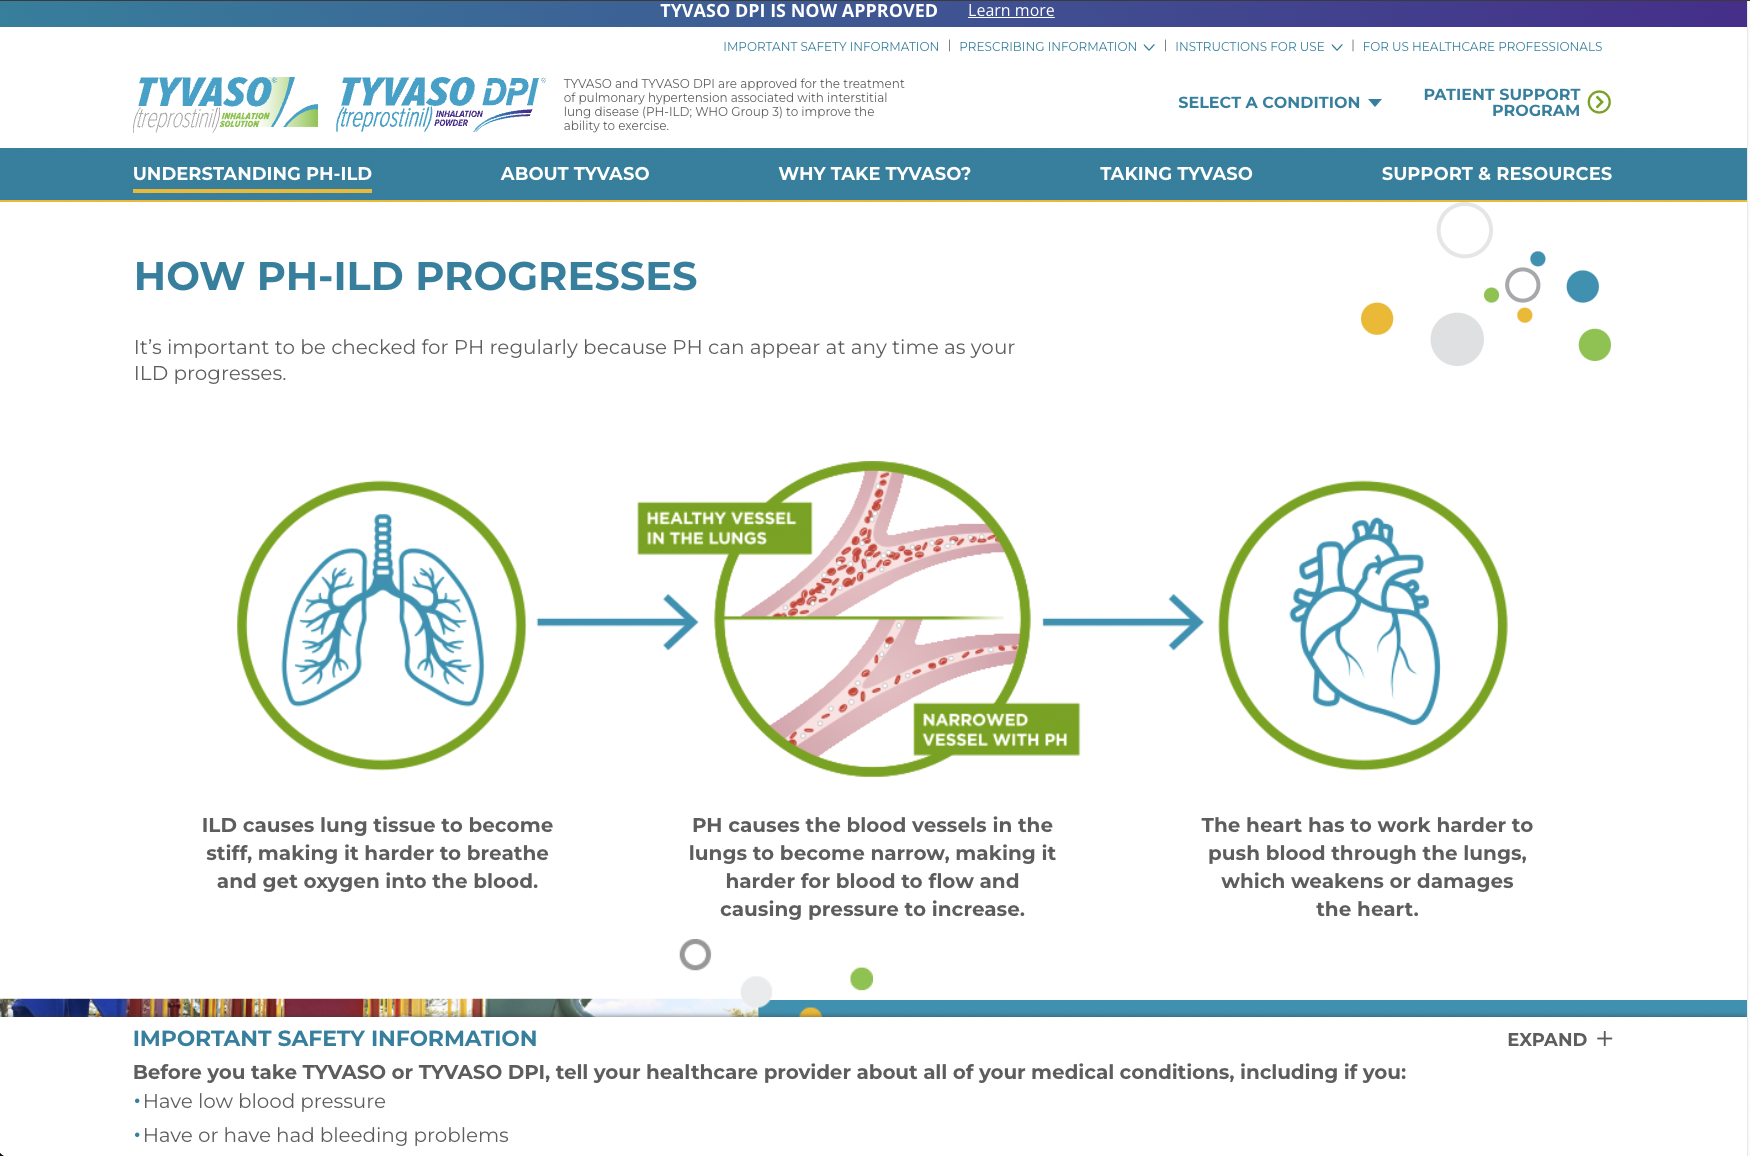 TYVASO DPI IS NOW APPROVED Learn more
IMPORTANT SAFETY INFORMATION | PRESCRIBING INFORMATION | INSTRUCTIONS FOR USE | FOR US HEALTHCARE PROFESSIONALS
TYVASO®
(treprostinil) INHALATION SOLUTION
TYVASO DPI®
(treprostinil) INHALATION POWDER
TYVASO and TYVASO DPI are approved for the treatment
of pulmonary hypertension associated with interstitial
lung disease (PH-ILD; WHO Group 3) to improve the
ability to exercise.
SELECT A CONDITION
PATIENT SUPPORT
PROGRAM
UNDERSTANDING PH-ILD ABOUT TYVASO WHY TAKE TYVASO? TAKING TYVASO SUPPORT & RESOURCES
HOW PH-ILD PROGRESSES
It’s important to be checked for PH regularly because PH can appear at any time as your
ILD progresses.
HEALTHY VESSEL
IN THE LUNGS
NARROWED
VESSEL WITH PH
ILD causes lung tissue to become
stiff, making it harder to breathe
and get oxygen into the blood.
PH causes the blood vessels in the
lungs to become narrow, making it
harder for blood to flow and
causing pressure to increase.
The heart has to work harder to
push blood through the lungs,
which weakens or damages
the heart.
IMPORTANT SAFETY INFORMATION
EXPAND +
Before you take TYVASO or TYVASO DPI, tell your healthcare provider about all of your medical conditions, including if you:
•Have low blood pressure
•Have or have had bleeding problems